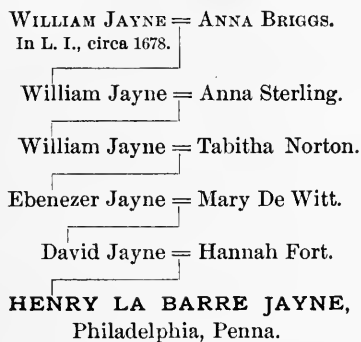 WILLIAM JAYNE = ANNA BRIGGS.
In L. I., circa 1678.
William Jayne = Anna Sterling.
William Jayne = Tabitha Norton.
Ebenezer Jayne = Mary De Witt.
David Jayne = Hannah Fort.
HENRY LA BARRE JAYNE,
Philadelphia, Penna.